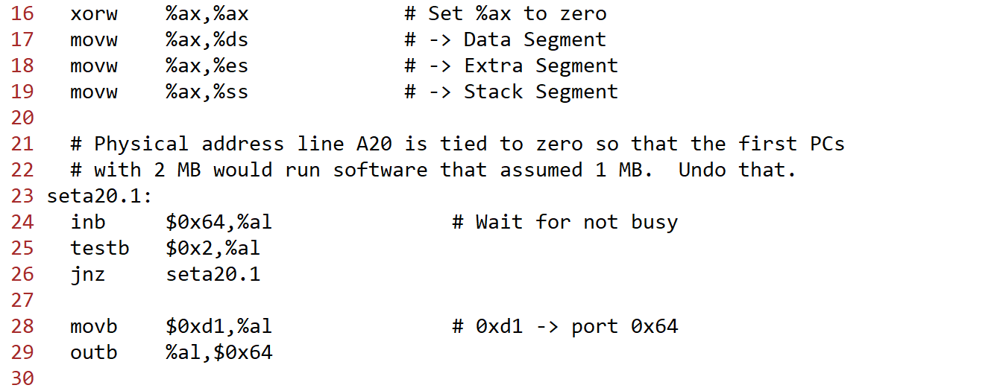 16   xorw    %ax,%ax             # Set %ax to zero
17   movw    %ax,%ds             # -> Data Segment
18   movw    %ax,%es             # -> Extra Segment
19   movw    %ax,%ss             # -> Stack Segment
20
21   # Physical address line A20 is tied to zero so that the first PCs
22   # with 2 MB would run software that assumed 1 MB.  Undo that.
23 seta20.1:
24   inb     $0x64,%al               # Wait for not busy
25   testb   $0x2,%al
26   jnz     seta20.1
27
28   movb    $0xd1,%al               # 0xd1 -> port 0x64
29   outb    %al,$0x64
30